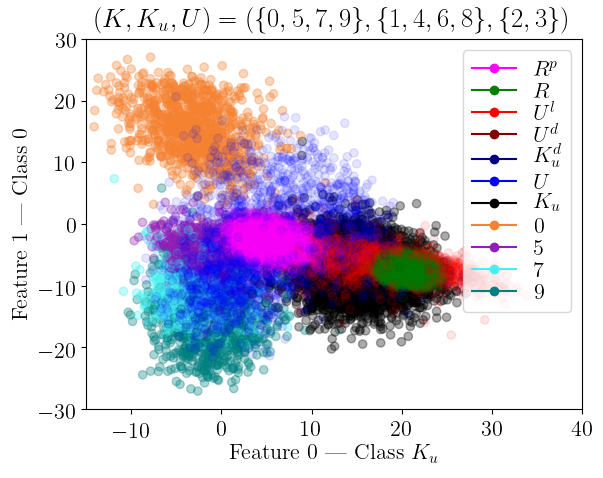 (K, K_u, U) = ({0, 5, 7, 9}, {1, 4, 6, 8}, {2, 3})
30
20
10
0
−10
−20
−30
Feature 1 — Class 0
R^p
R
U^l
U^d
K_u^d
U
K_u
0
5
7
9
−10
0
10
20
30
40
Feature 0 — Class K_u